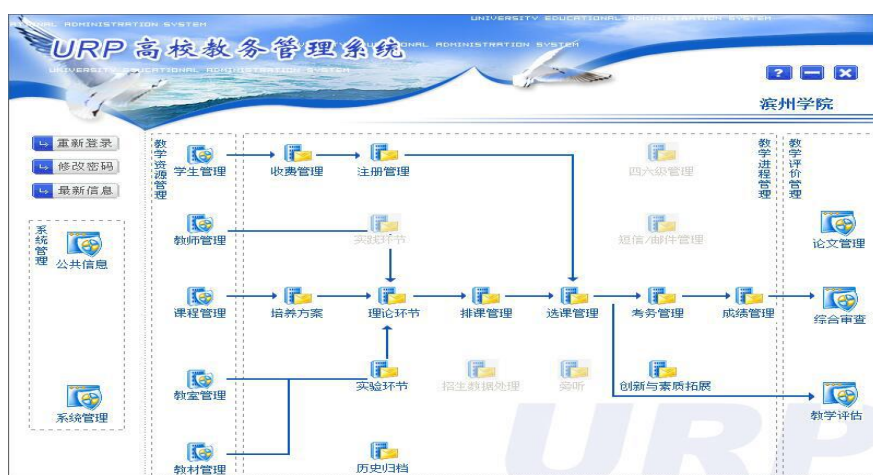 UNIVERSITY EDUCATIONAL ADMINISTRATION SYSTEM
URP 高校教务管理系统
滨州学院
重新登录
修改密码
最新信息
系统管理
公共信息
系统管理
教学资源管理
学生管理
收费管理
注册管理
四六级管理
教学进程管理
教学评价管理
教师管理
实践环节
短信/邮件管理
论文管理
课程管理
培养方案
理论环节
排课管理
选课管理
考务管理
成绩管理
综合审查
教室管理
实验环节
招生数据处理
旁听
创新与素质拓展
教学评估
教材管理
历史归档
URP